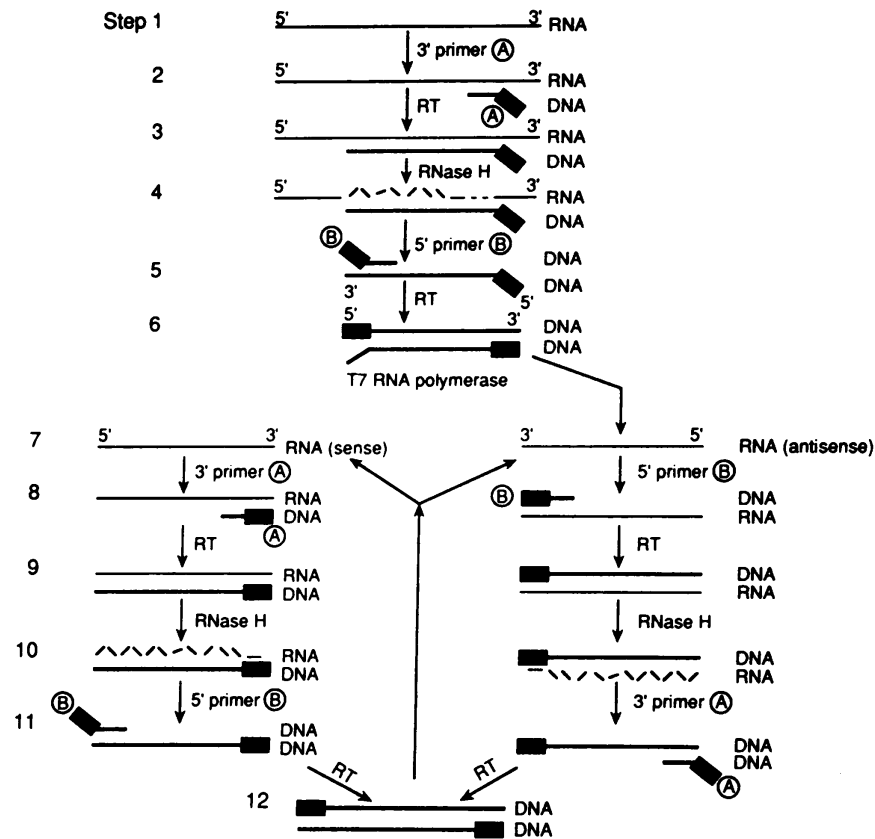 Step 1 5' 3' RNA
3' primer A
2 5' 3' RNA
RT A DNA
3 5' 3' RNA
DNA
RNase H
4 5' 3' RNA
DNA
B 5' primer B
DNA
5 DNA
3' RT 5'
6 5' 3' DNA
DNA
T7 RNA polymerase
7 5' 3' RNA (sense)
3' primer A
8 RNA
DNA
RT A
9 RNA
DNA
RNase H
10 RNA
DNA
B 5' primer B
11 DNA
DNA
RT
3' 5' RNA (antisense)
5' primer B
B DNA
RNA
RT
DNA
RNA
RNase H
DNA
RNA
3' primer A
DNA
DNA
RT A
12 DNA
DNA